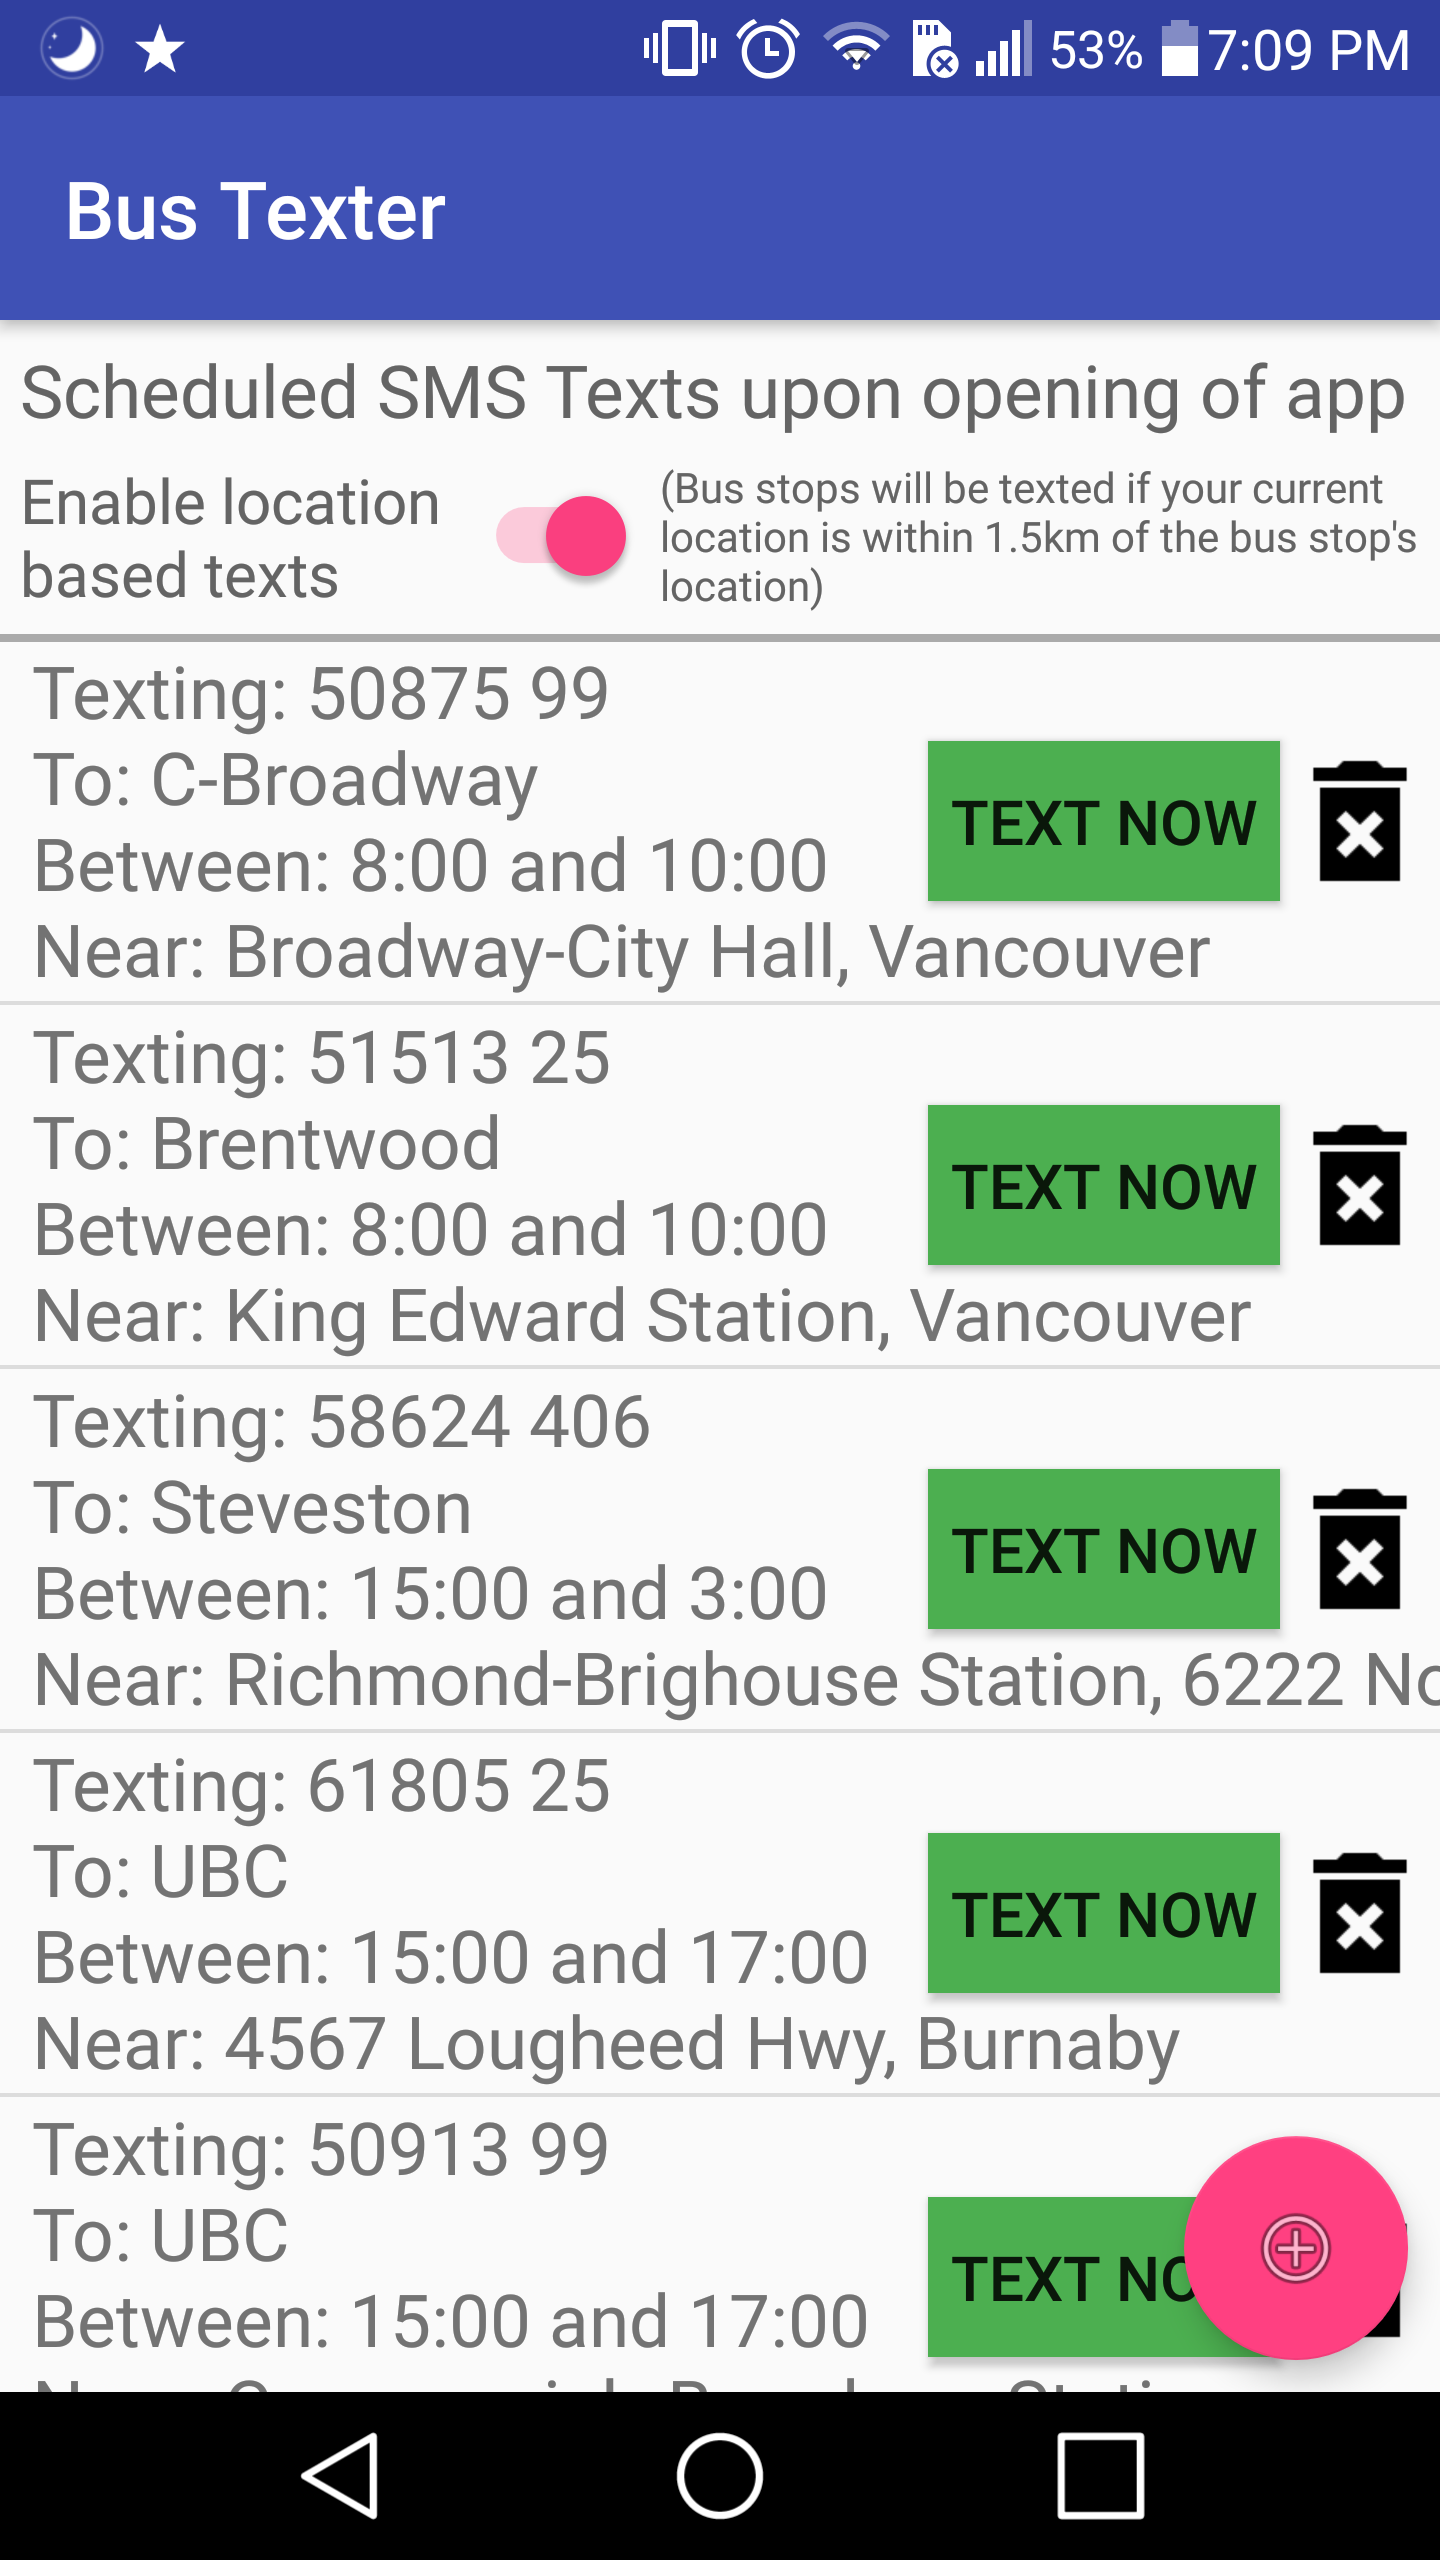 53% 7:09 PM
Bus Texter
Scheduled SMS Texts upon opening of app
Enable location
based texts
(Bus stops will be texted if your current
location is within 1.5km of the bus stop's
location)
Texting: 50875 99
To: C-Broadway
Between: 8:00 and 10:00
Near: Broadway-City Hall, Vancouver
TEXT NOW
Texting: 51513 25
To: Brentwood
Between: 8:00 and 10:00
Near: King Edward Station, Vancouver
TEXT NOW
Texting: 58624 406
To: Steveston
Between: 15:00 and 3:00
Near: Richmond-Brighouse Station, 6222 No
TEXT NOW
Texting: 61805 25
To: UBC
Between: 15:00 and 17:00
Near: 4567 Lougheed Hwy, Burnaby
TEXT NOW
Texting: 50913 99
To: UBC
Between: 15:00 and 17:00
TEXT NO